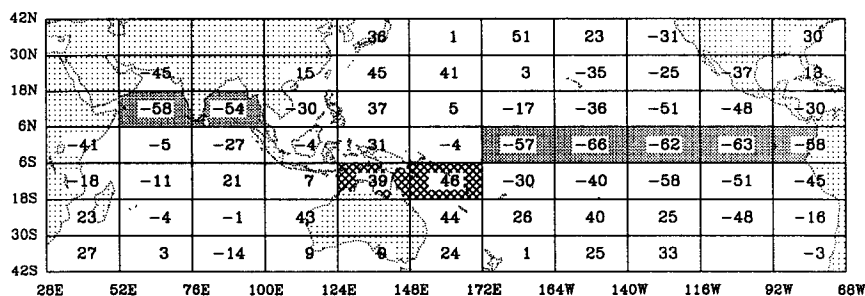 42N 36 1 51 23 -31 30
30N -45 15 45 41 3 -35 -25 -37 13
18N -58 -54 -30 37 5 -17 -36 -51 -48 -30
6N -41 -5 -27 -4 31 -4 -57 -66 -62 -63 -58
6S -18 -11 21 7 39 46 -30 -40 -58 -51 -45
18S 23 -4 -1 43 44 26 40 25 -48 -16
30S 27 3 -14 9 24 1 25 33 -3
42S
28E 52E 76E 100E 124E 148E 172E 164W 140W 116W 92W 68W